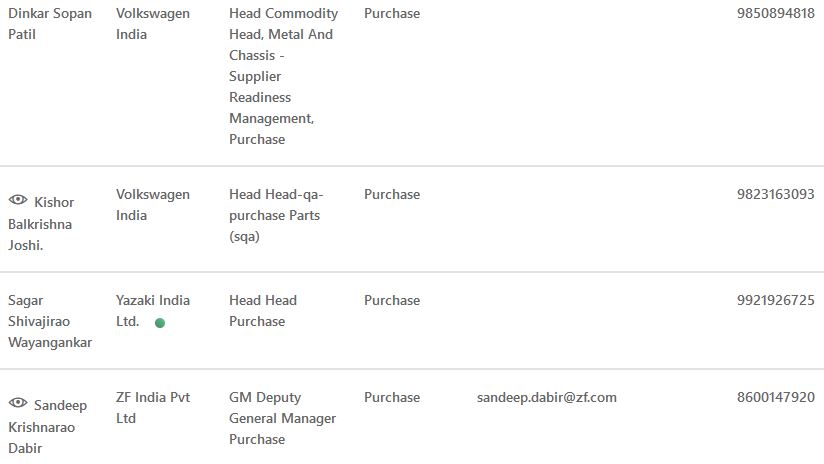 Dinkar Sopan Volkswagen Head Commodity Purchase 9850894818
Patil India Head, Metal And
Chassis -
Supplier
Readiness
Management,
Purchase
Kishor Volkswagen Head Head-qa- Purchase 9823163093
Balkrishna India purchase Parts
Joshi. (sqa)
Sagar Yazaki India Head Head Purchase 9921926725
Shivajirao Ltd. Purchase
Wayangankar
Sandeep ZF India Pvt GM Deputy Purchase sandeep.dabir@zf.com 8600147920
Krishnarao Ltd General Manager
Dabir Purchase